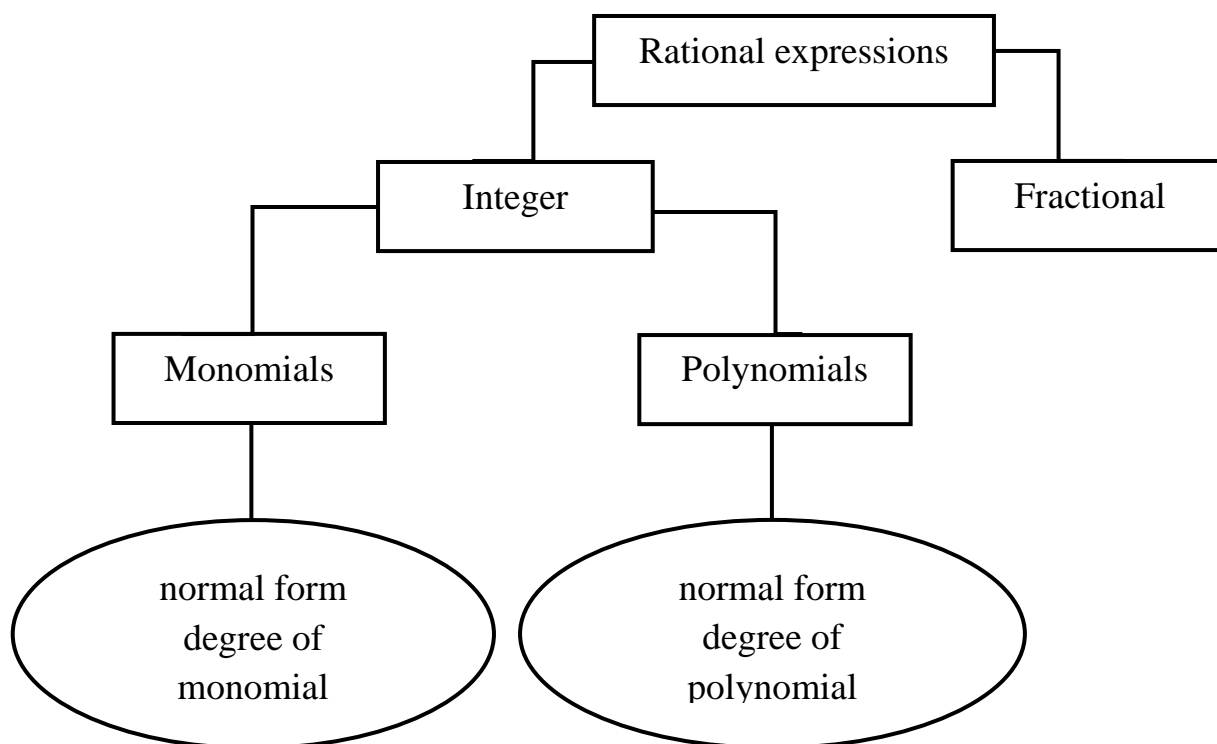 Rational expressions
Integer
Fractional
Monomials
Polynomials
normal form
degree of
monomial
normal form
degree of
polynomial